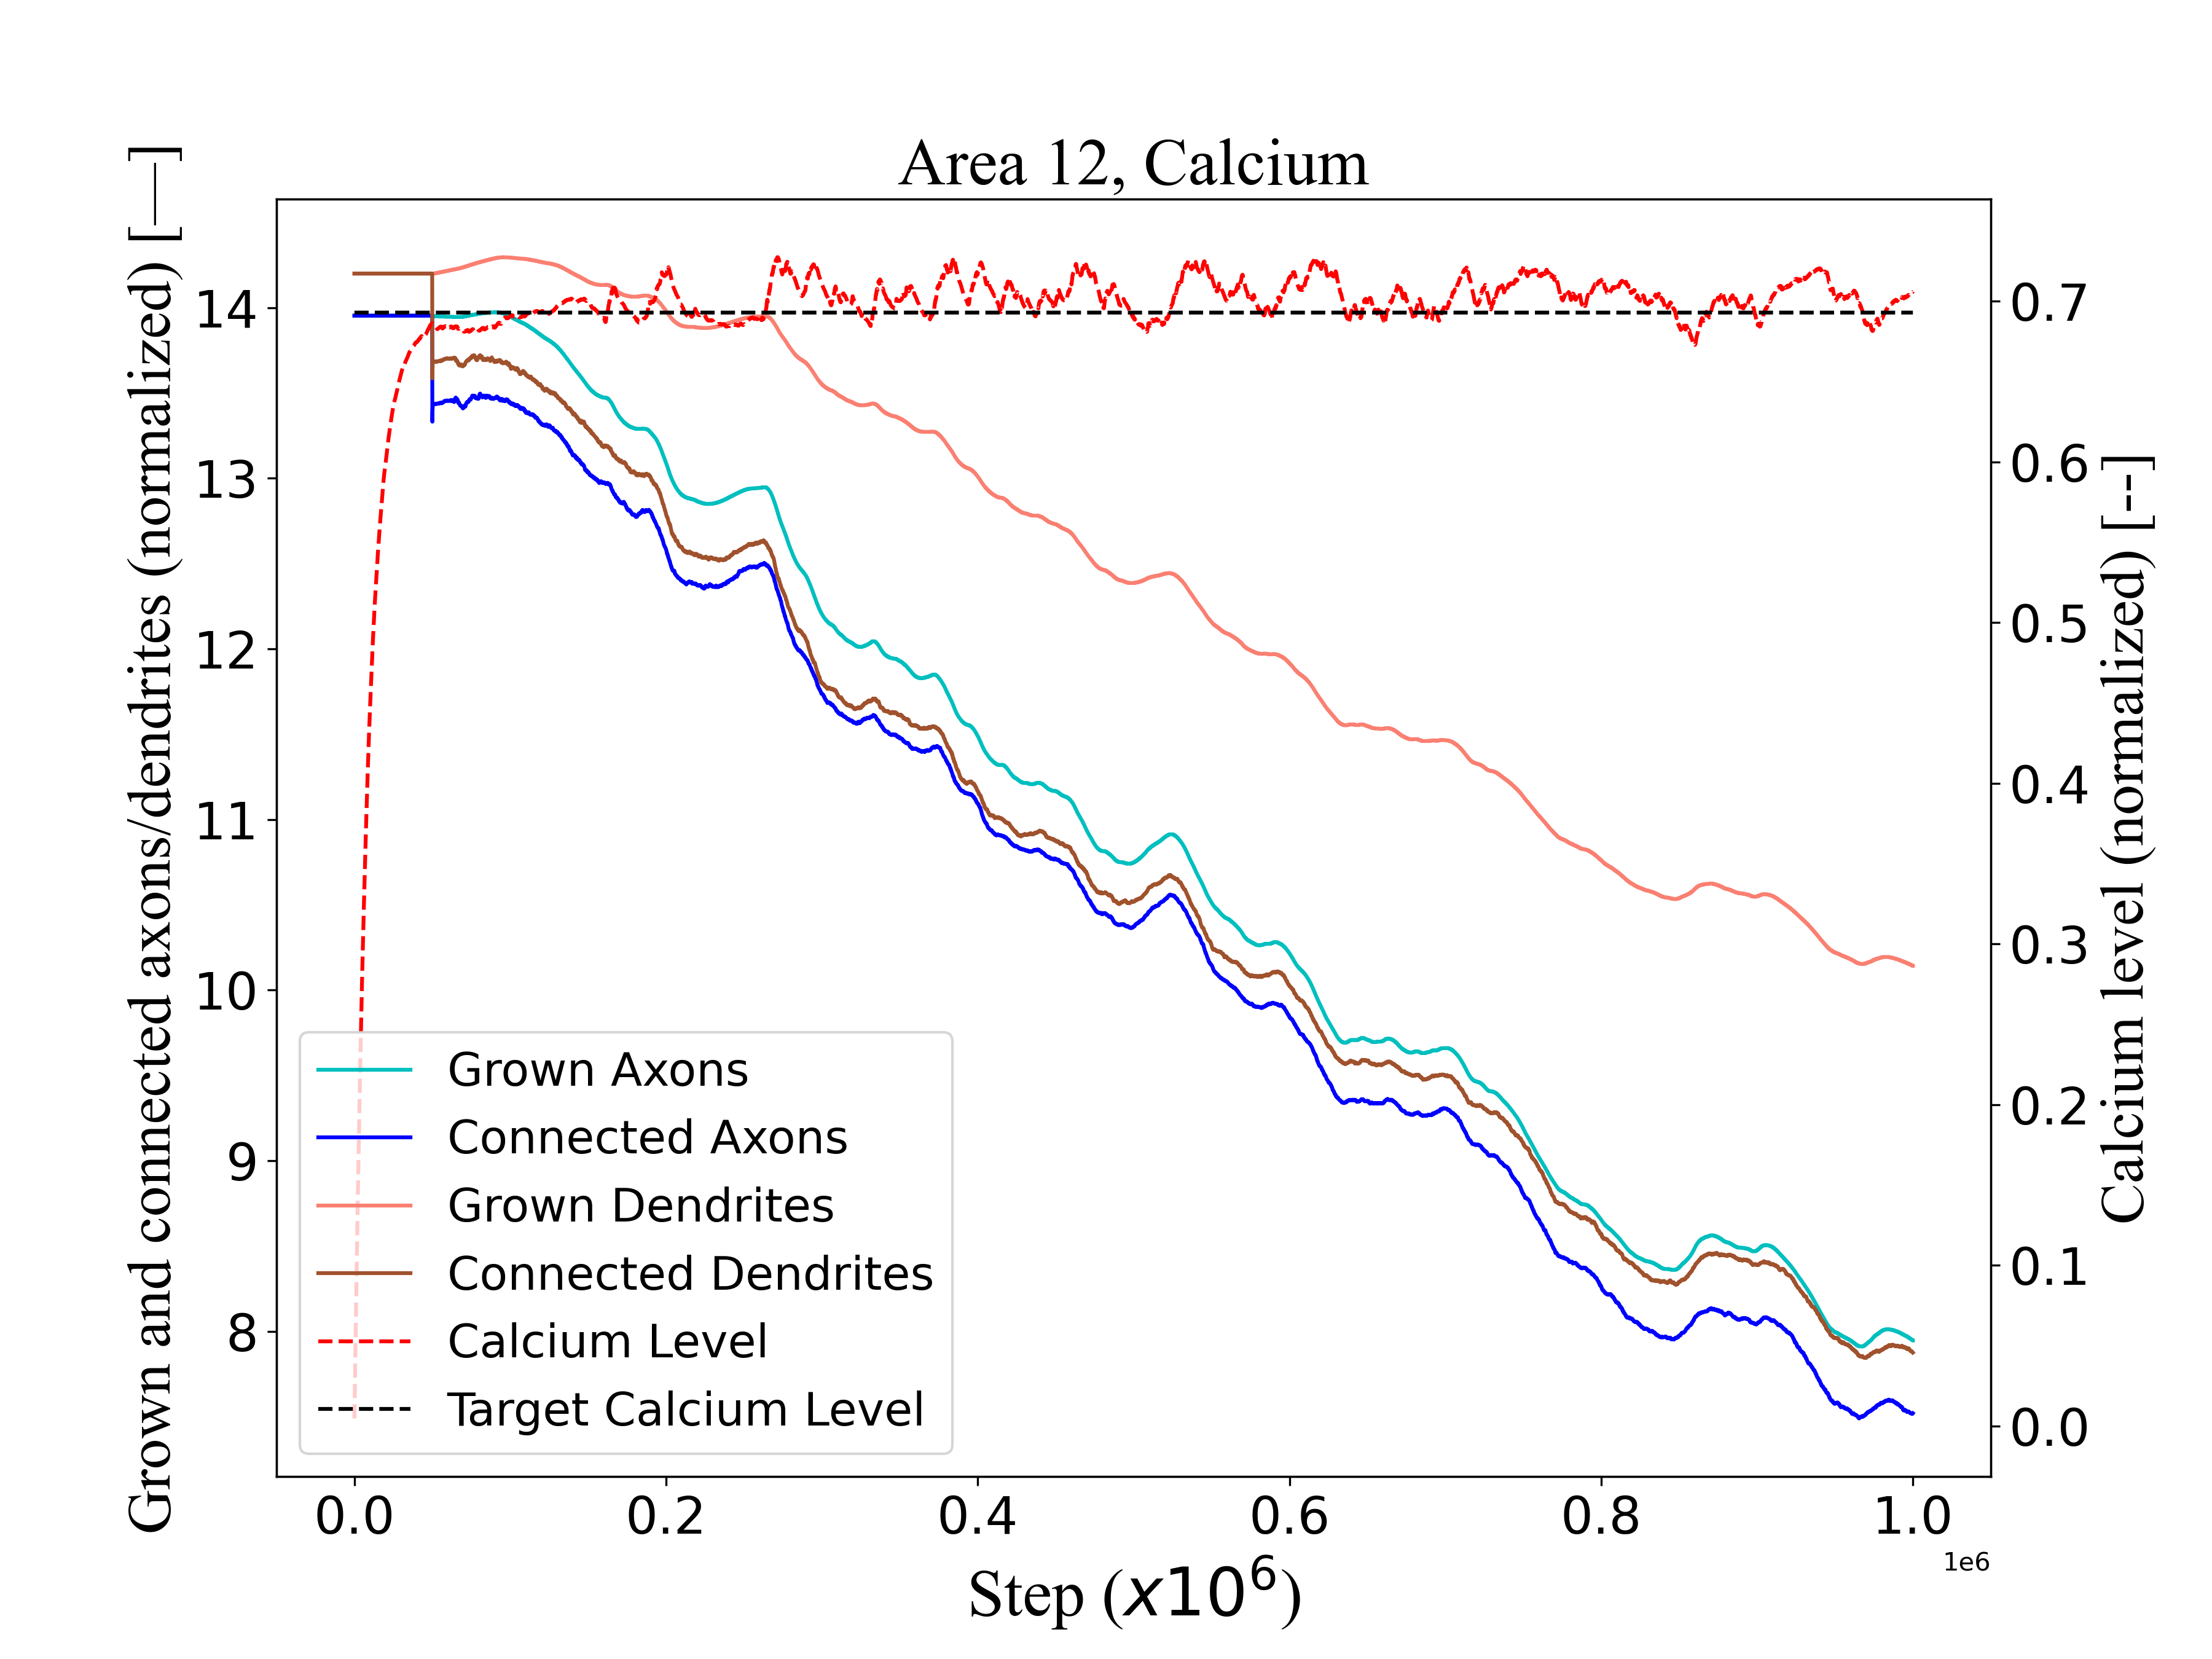 Area 12, Calcium
Grown and connected axons/dendrites (normalized) [—]
14
13
12
11
10
9
8
Grown Axons
Connected Axons
Grown Dendrites
Connected Dendrites
Calcium Level
Target Calcium Level
0.7
0.6
0.5
0.4
0.3
0.2
0.1
0.0
Calcium level (normalized) [--]
0.0 0.2 0.4 0.6 0.8 1.0
1e6
Step (x10⁶)